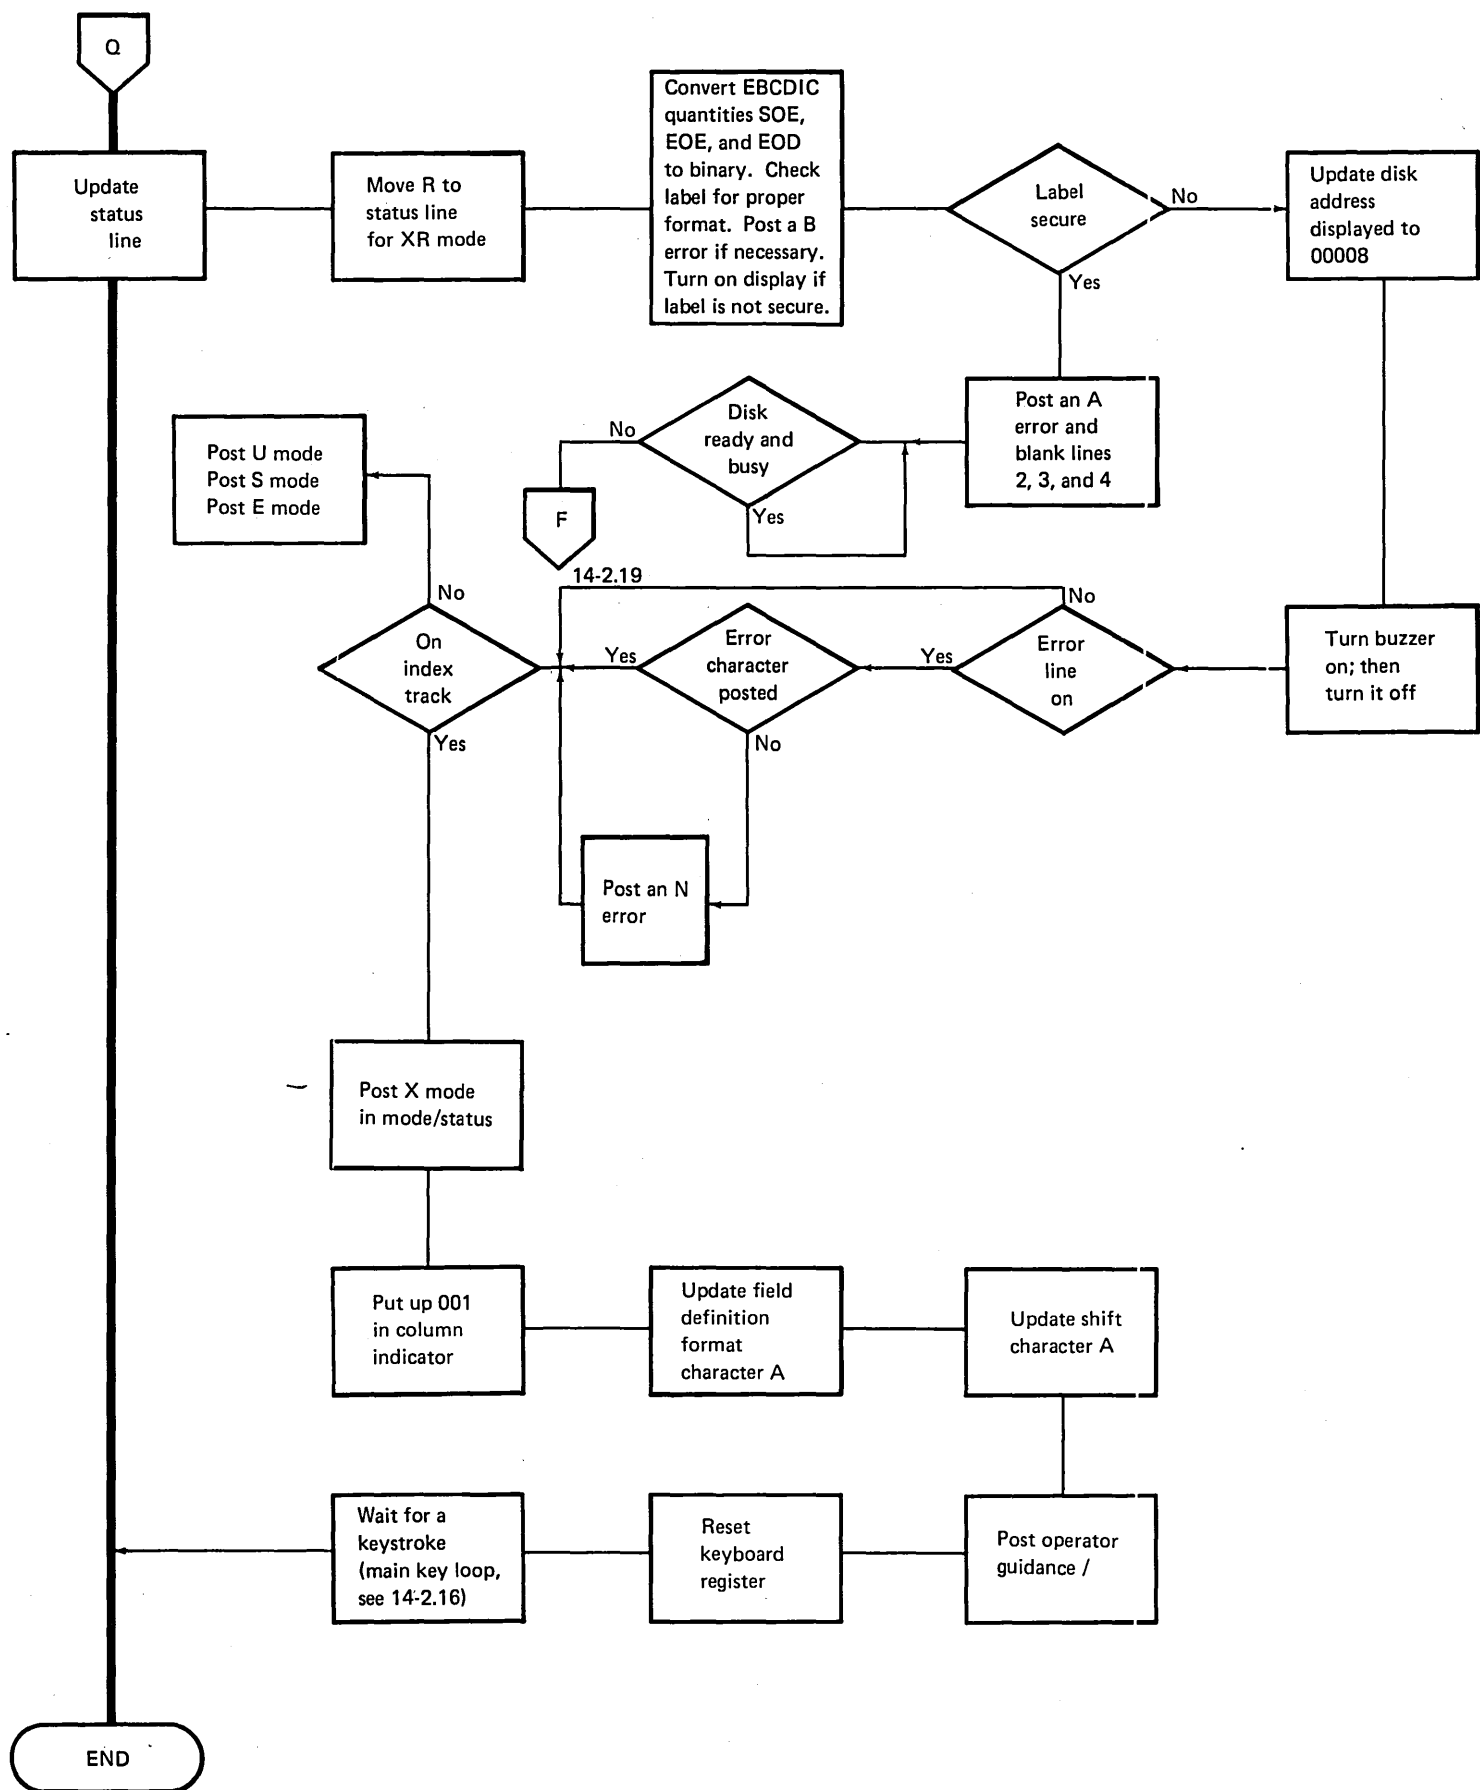 Q
Update
status
line
Move R to
status line
for XR mode
Convert EBCDIC
quantities SOE,
EOE, and EOD
to binary. Check
label for proper
format. Post a B
error if necessary.
Turn on display if
label is not secure.
Label
secure
No
Yes
Update disk
address
displayed to
00008
Post an A
error and
blank lines
2, 3, and 4
Disk
ready and
busy
No
Yes
F
Post U mode
Post S mode
Post E mode
14-2.19
No
On
index
track
Yes
Yes
Error
character
posted
No
Yes
No
Error
line
on
Turn buzzer
on; then
turn it off
Post an N
error
Post X mode
in mode/status
Put up 001
in column
indicator
Update field
definition
format
character A
Update shift
character A
Wait for a
keystroke
(main key loop,
see 14-2.16)
Reset
keyboard
register
Post operator
guidance /
END